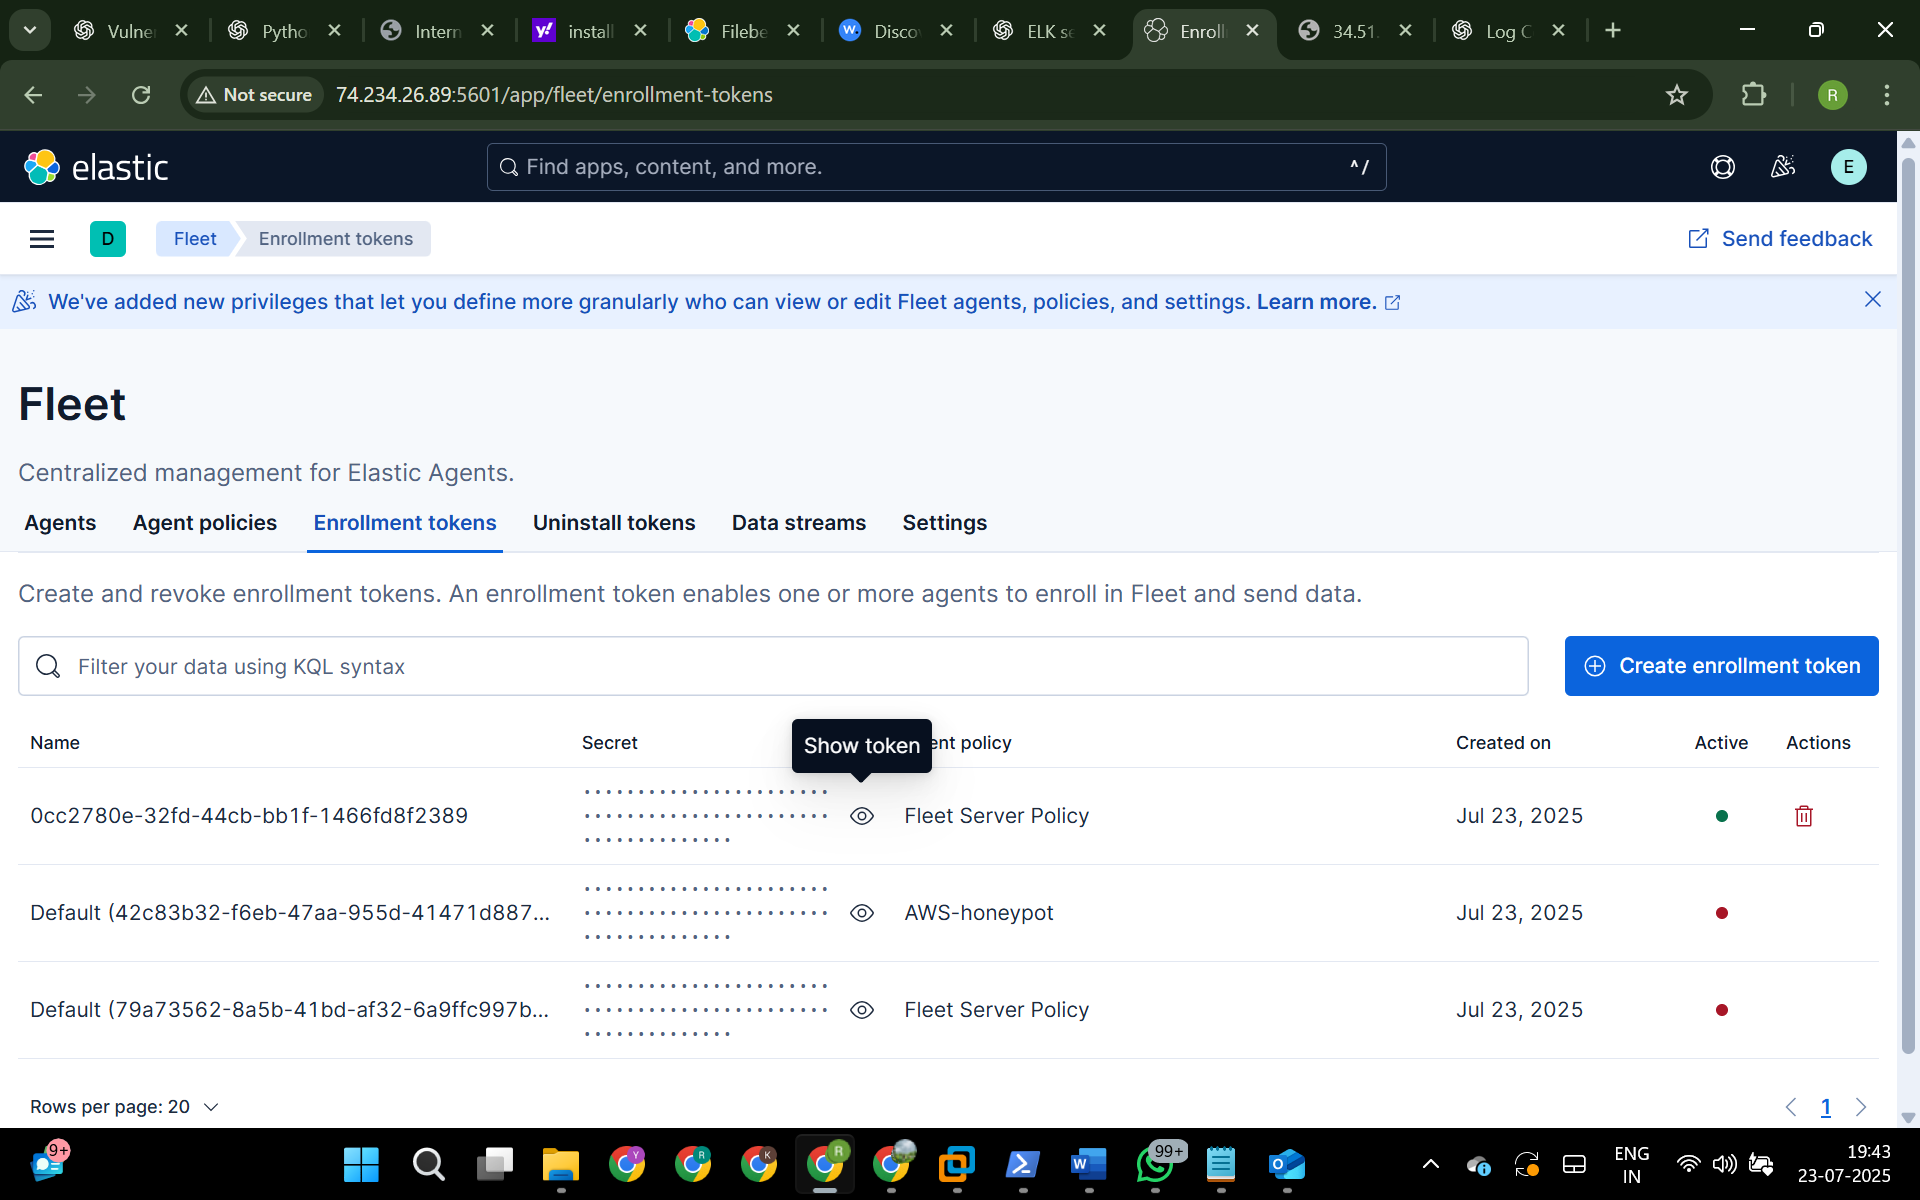 Vulner
Pytho
Intern
install
Filebe
Disco
ELK se
Enroll
34.51.
Log C
Not secure
74.234.26.89:5601/app/fleet/enrollment-tokens
R
elastic
Find apps, content, and more.
^ /
E
D
Fleet
Enrollment tokens
Send feedback
We've added new privileges that let you define more granularly who can view or edit Fleet agents, policies, and settings. Learn more.
Fleet
Centralized management for Elastic Agents.
Agents
Agent policies
Enrollment tokens
Uninstall tokens
Data streams
Settings
Create and revoke enrollment tokens. An enrollment token enables one or more agents to enroll in Fleet and send data.
Filter your data using KQL syntax
Create enrollment token
Name
Secret
Show token
ent policy
Created on
Active
Actions
0cc2780e-32fd-44cb-bb1f-1466fd8f2389
Fleet Server Policy
Jul 23, 2025
Default (42c83b32-f6eb-47aa-955d-41471d887...
AWS-honeypot
Jul 23, 2025
Default (79a73562-8a5b-41bd-af32-6a9ffc997b...
Fleet Server Policy
Jul 23, 2025
Rows per page: 20
1
9+
Y
R
K
R
W
99+
O
ENG
IN
19:43
23-07-2025